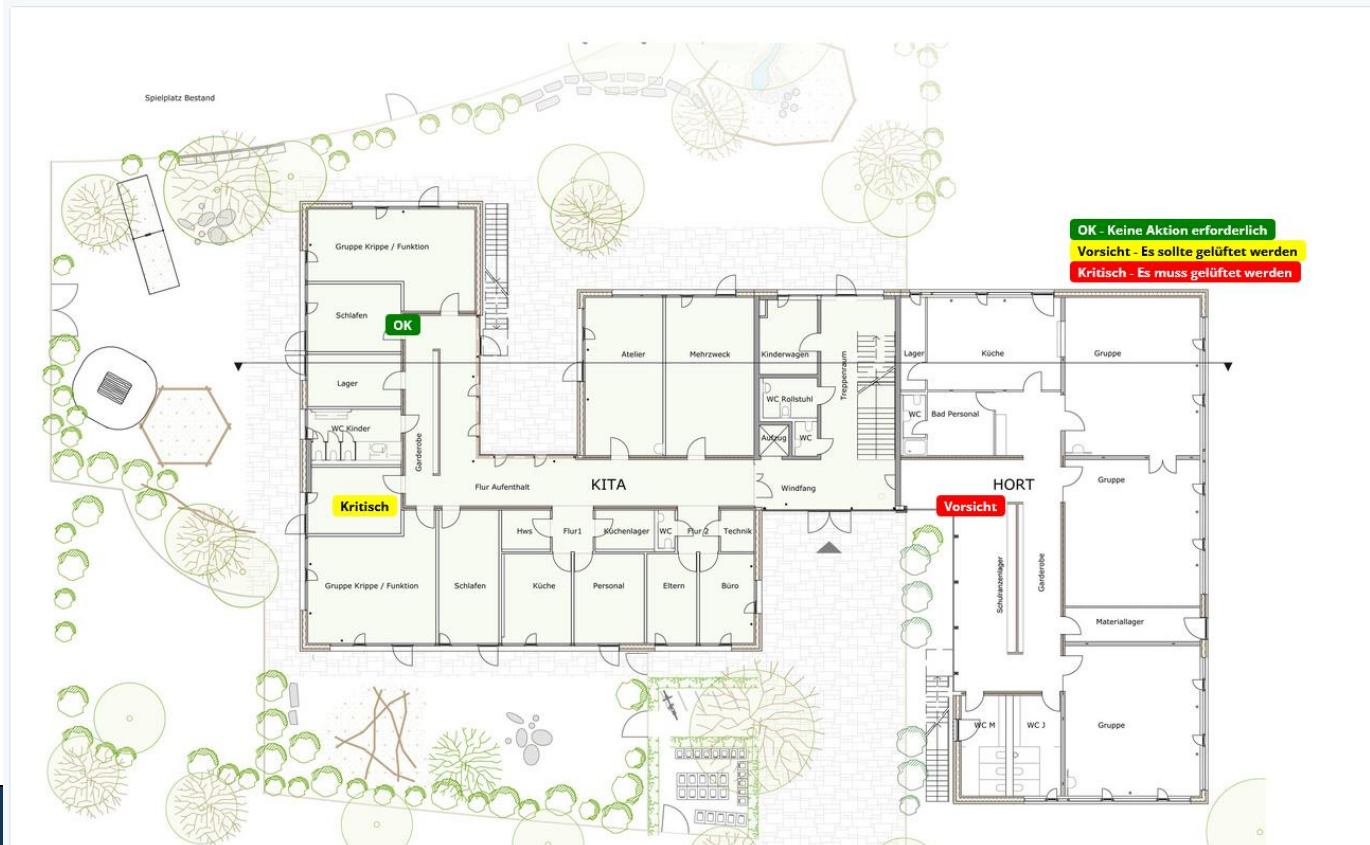 Spielplatz Bestand
OK - Keine Aktion erforderlich
Vorsicht - Es sollte gelüftet werden
Kritisch - Es muss gelüftet werden
Gruppe Krippe / Funktion
Schlafen
OK
Lager
WC Kinder
Garderobe
Kritisch
Flur Aufenthalt
KITA
Atelier
Mehrzweck
Kinderwagen
WC Rollstuhl
Aufzug
WC
Treppenraum
Windfang
Lager
Küche
Gruppe
WC
Bad Personal
HORT
Gruppe
Vorsicht
Hws
Flur1
Küchenlager
WC
Flur 2
Technik
Gruppe Krippe / Funktion
Schlafen
Küche
Personal
Eltern
Büro
Schulranzenlager
Garderobe
Materiallager
WC M
WC J
Gruppe